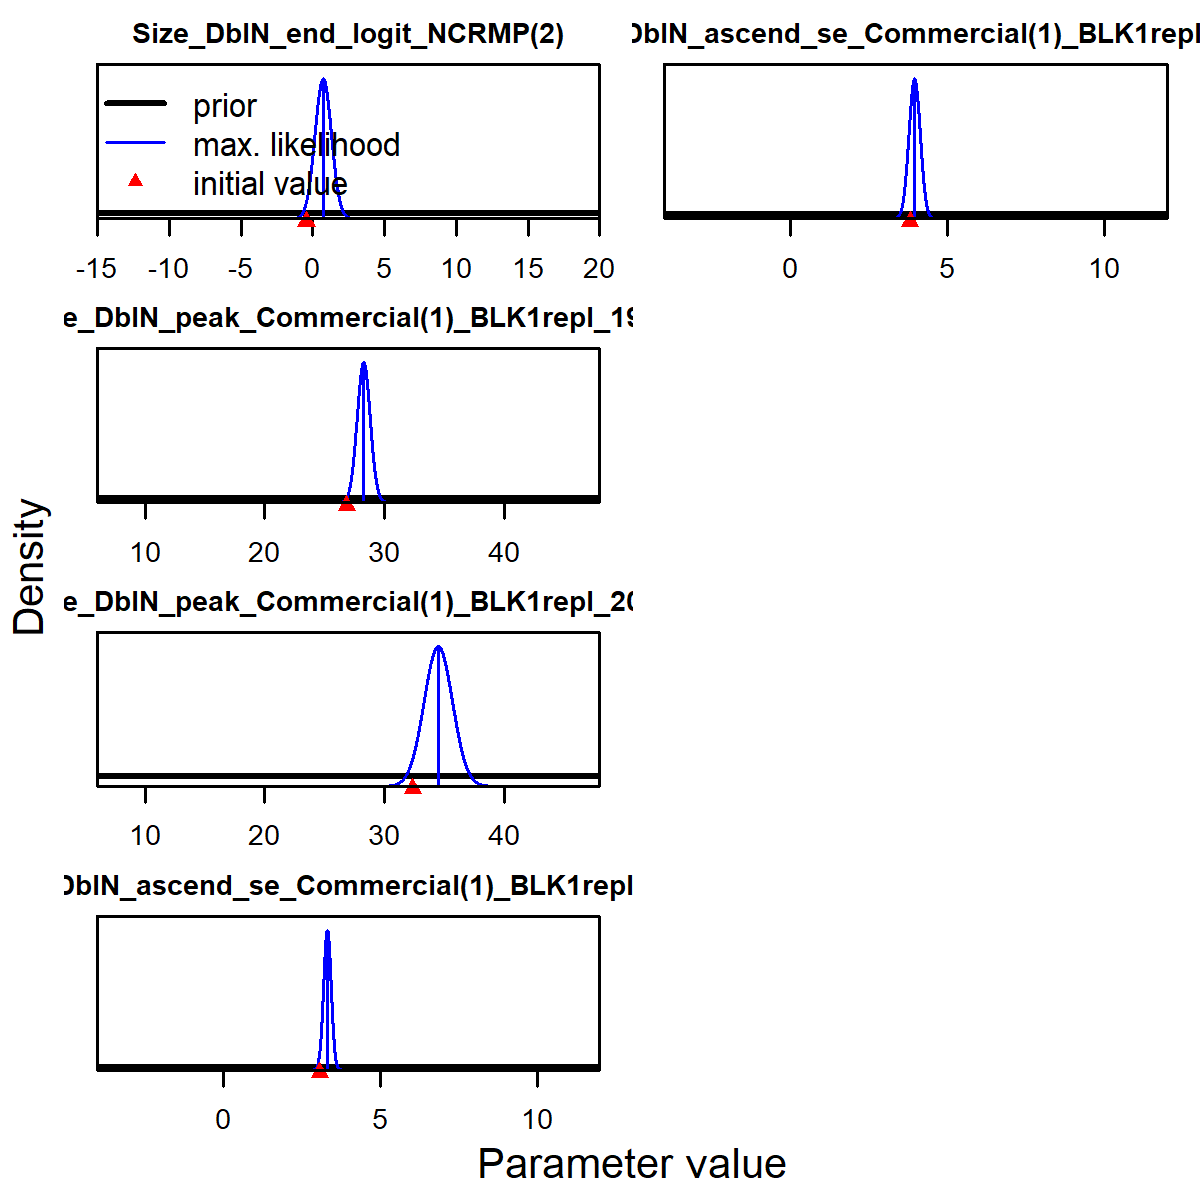 Size_DblN_end_logit_NCRMP(2)
prior
max. likelihood
initial value
-15 -10 -5 0 5 10 15 20
DblN_ascend_se_Commercial(1)_BLK1repl
0 5 10
e_DblN_peak_Commercial(1)_BLK1repl_19
10 20 30 40
e_DblN_peak_Commercial(1)_BLK1repl_20
10 20 30 40
DblN_ascend_se_Commercial(1)_BLK1repl
0 5 10
Density
Parameter value